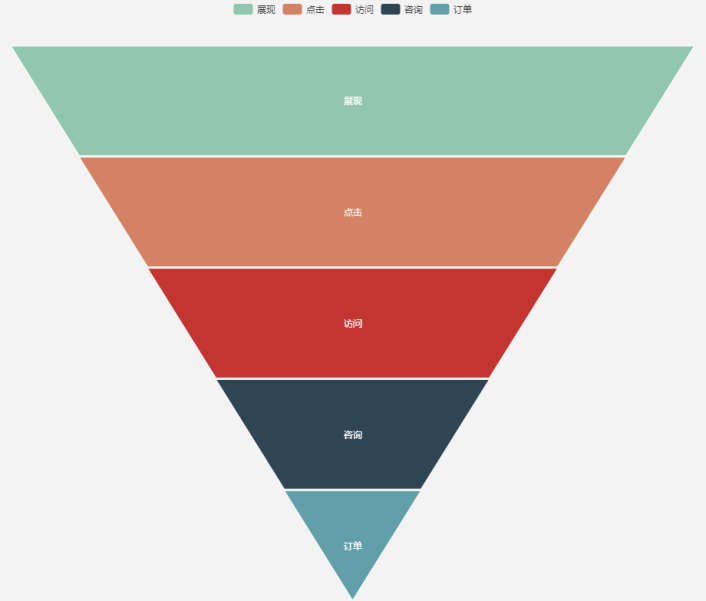 展现 点击 访问 咨询 订单
展现
点击
访问
咨询
订单